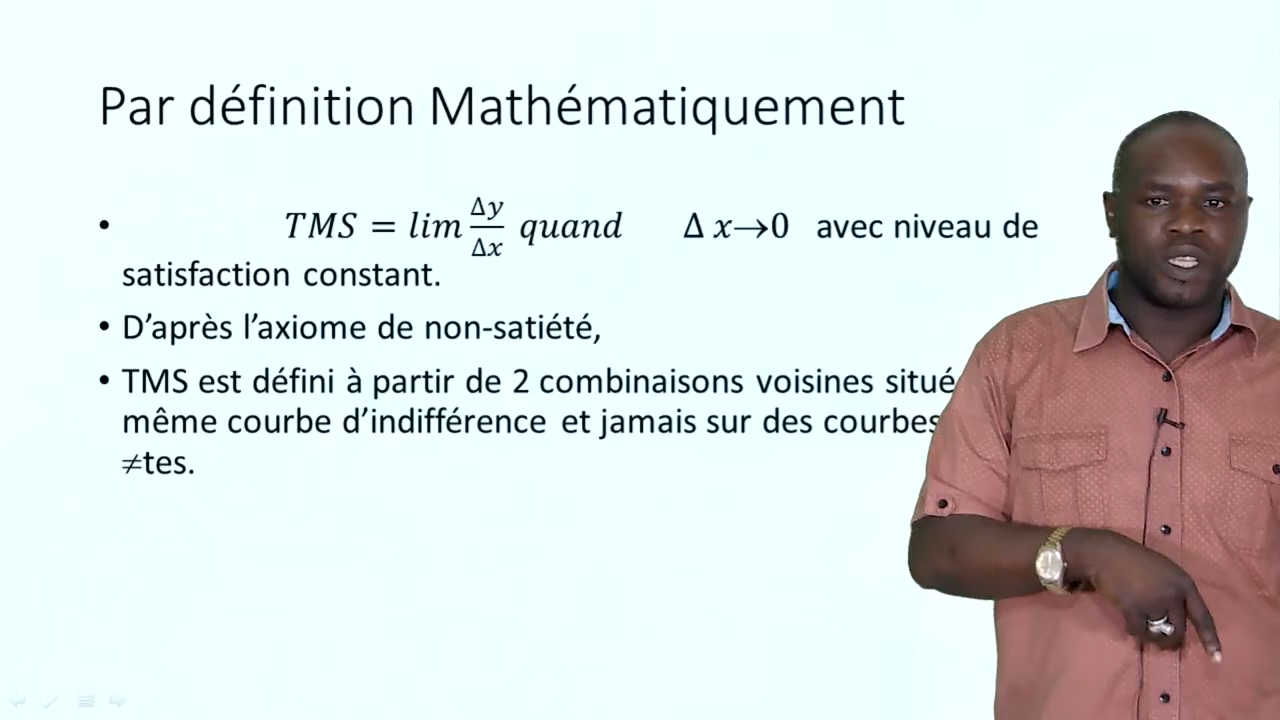 Par définition Mathématiquement
• TMS = lim Δy/Δx quand Δ x→0 avec niveau de
satisfaction constant.
• D’après l’axiome de non-satiété,
• TMS est défini à partir de 2 combinaisons voisines situé
même courbe d’indifférence et jamais sur des courbes
≠tes.